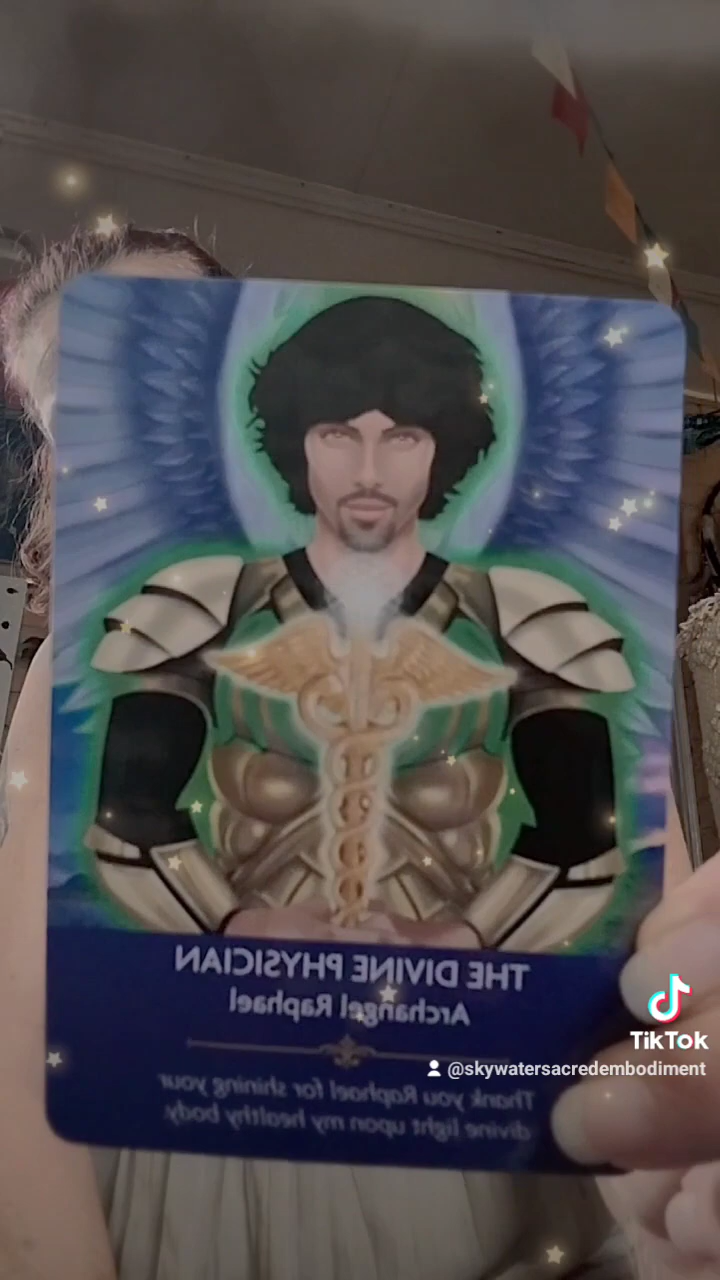 THE DIVINE PHYSICIAN
Archangel Raphael
Thank you Raphael for shining your
divine light upon my healthy body.
TikTok
@skywatersacredembodiment